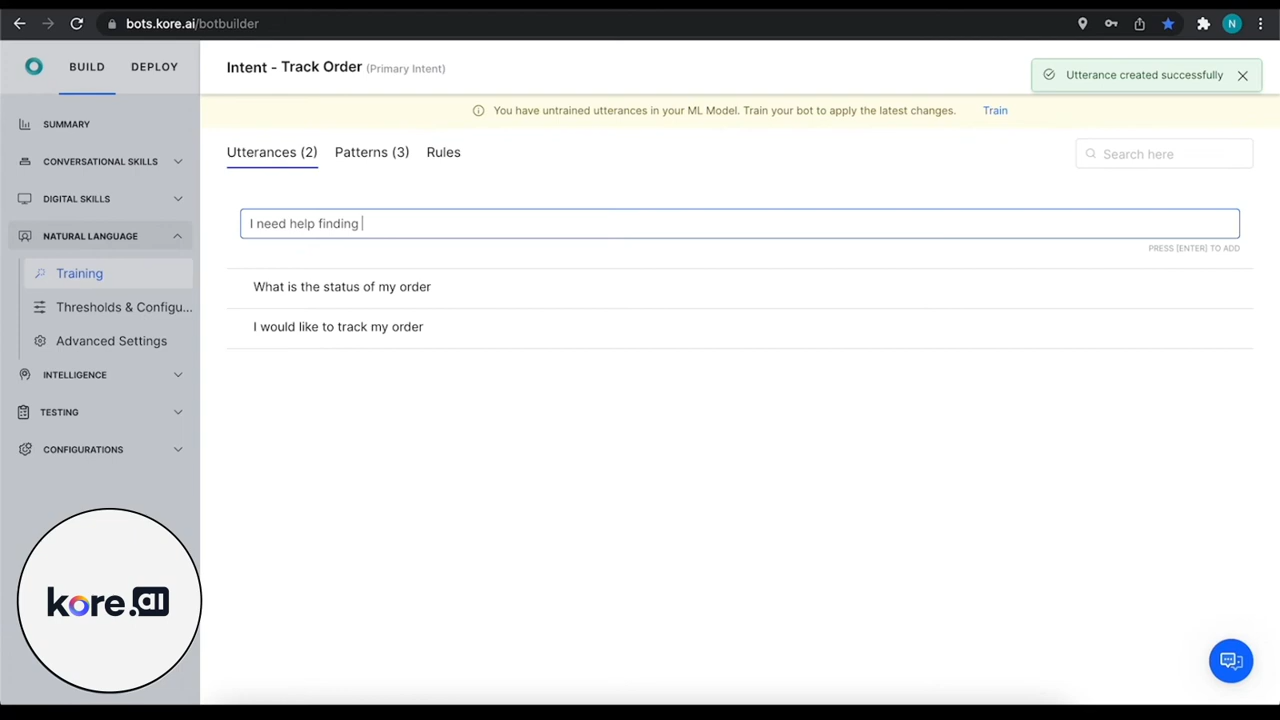 bots.kore.ai/botbuilder
N
BUILD
DEPLOY
Intent - Track Order (Primary Intent)
Utterance created successfully
You have untrained utterances in your ML Model. Train your bot to apply the latest changes. Train
SUMMARY
CONVERSATIONAL SKILLS
DIGITAL SKILLS
NATURAL LANGUAGE
Training
Thresholds & Configu...
Advanced Settings
INTELLIGENCE
TESTING
CONFIGURATIONS
Utterances (2)
Patterns (3)
Rules
Search here
I need help finding
PRESS [ENTER] TO ADD
What is the status of my order
I would like to track my order
kore.ai